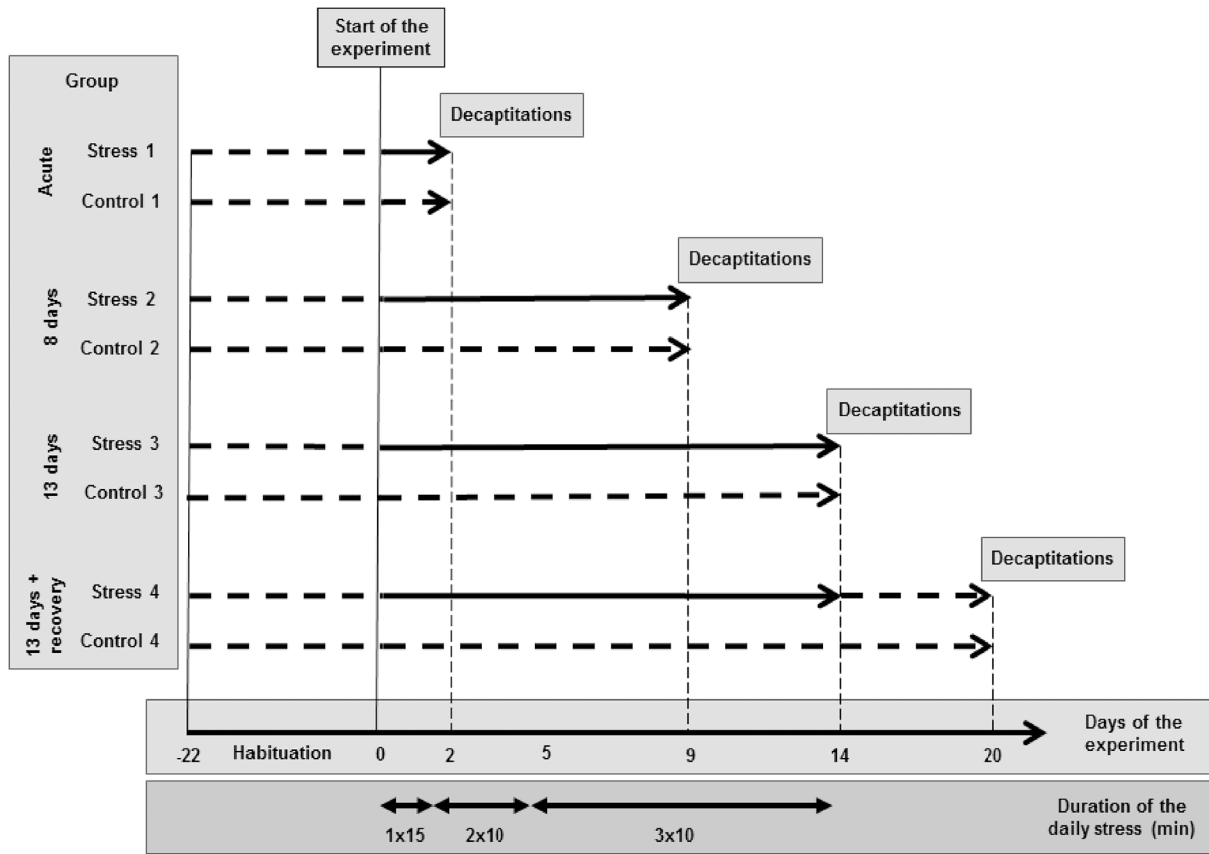 Start of the
experiment
Group
Decaptitations
Acute
Stress 1
Control 1
Decaptitations
8 days
Stress 2
Control 2
Decaptitations
13 days
Stress 3
Control 3
Decaptitations
13 days +
recovery
Stress 4
Control 4
Days of the
experiment
-22 Habituation 0 2 5 9 14 20
Duration of the
daily stress (min)
1x15 2x10 3x10